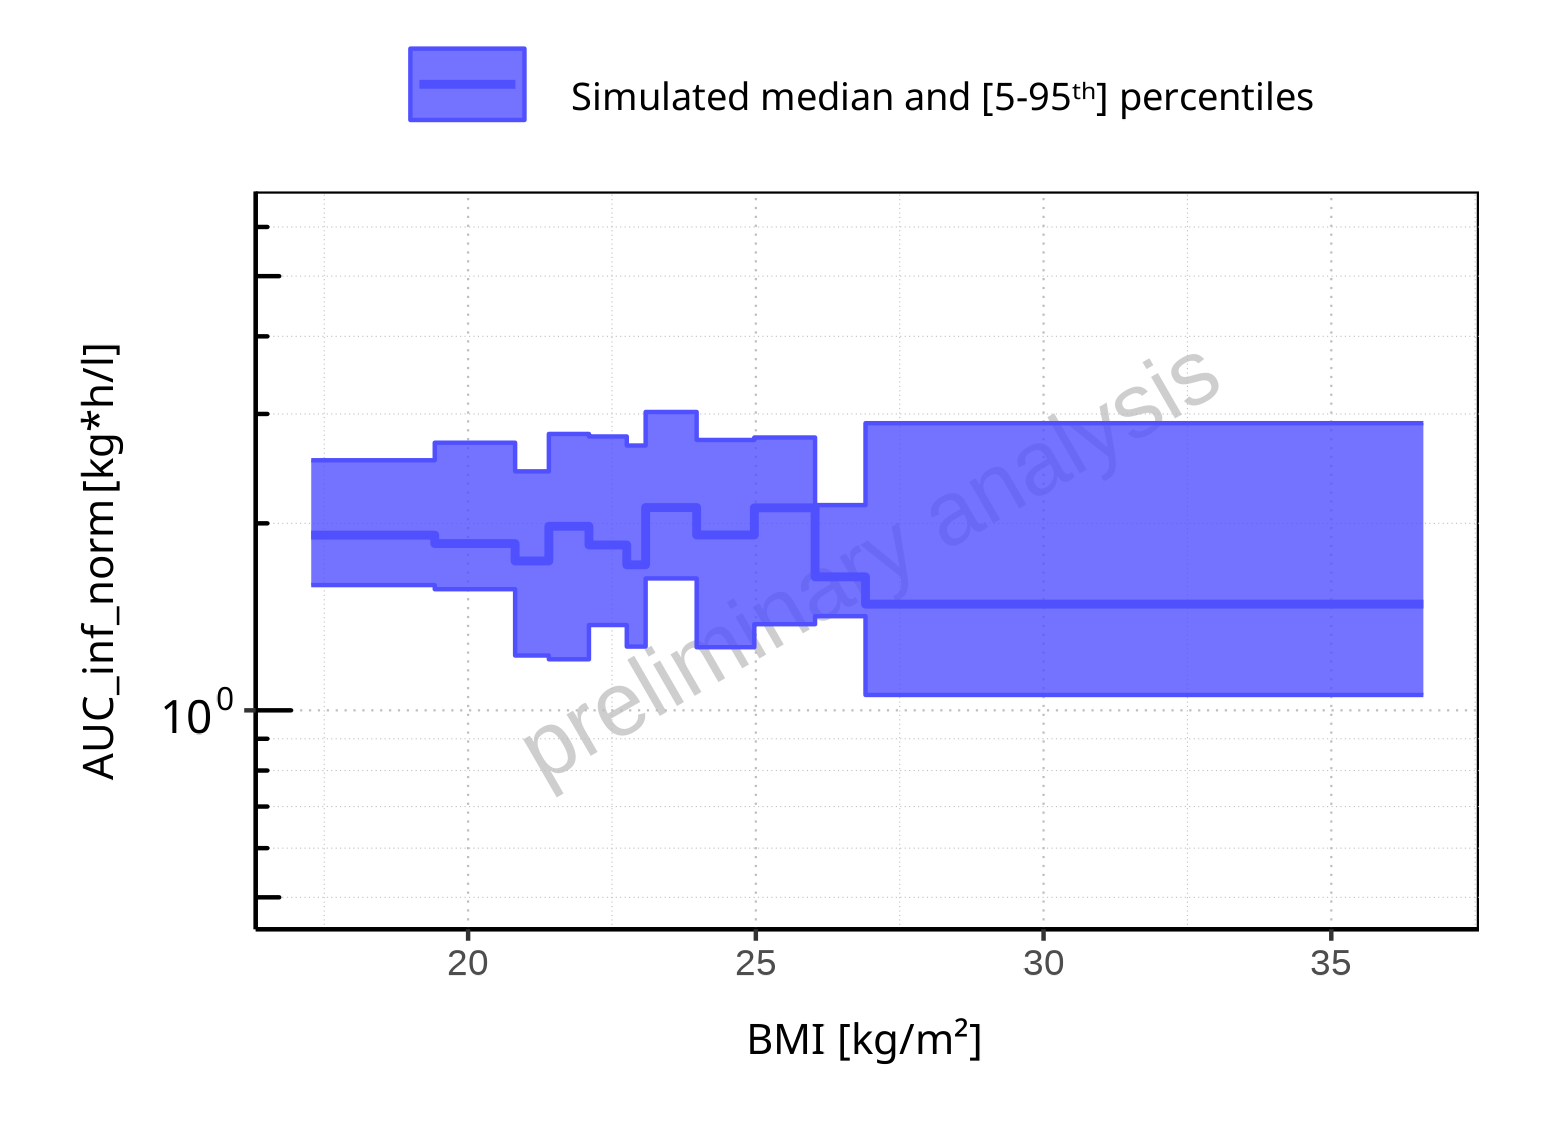 Simulated median and [5-95ᵗʰ] percentiles
AUC_inf_norm [kg*h/l]
10⁰
preliminary analysis
20 25 30 35
BMI [kg/m²]